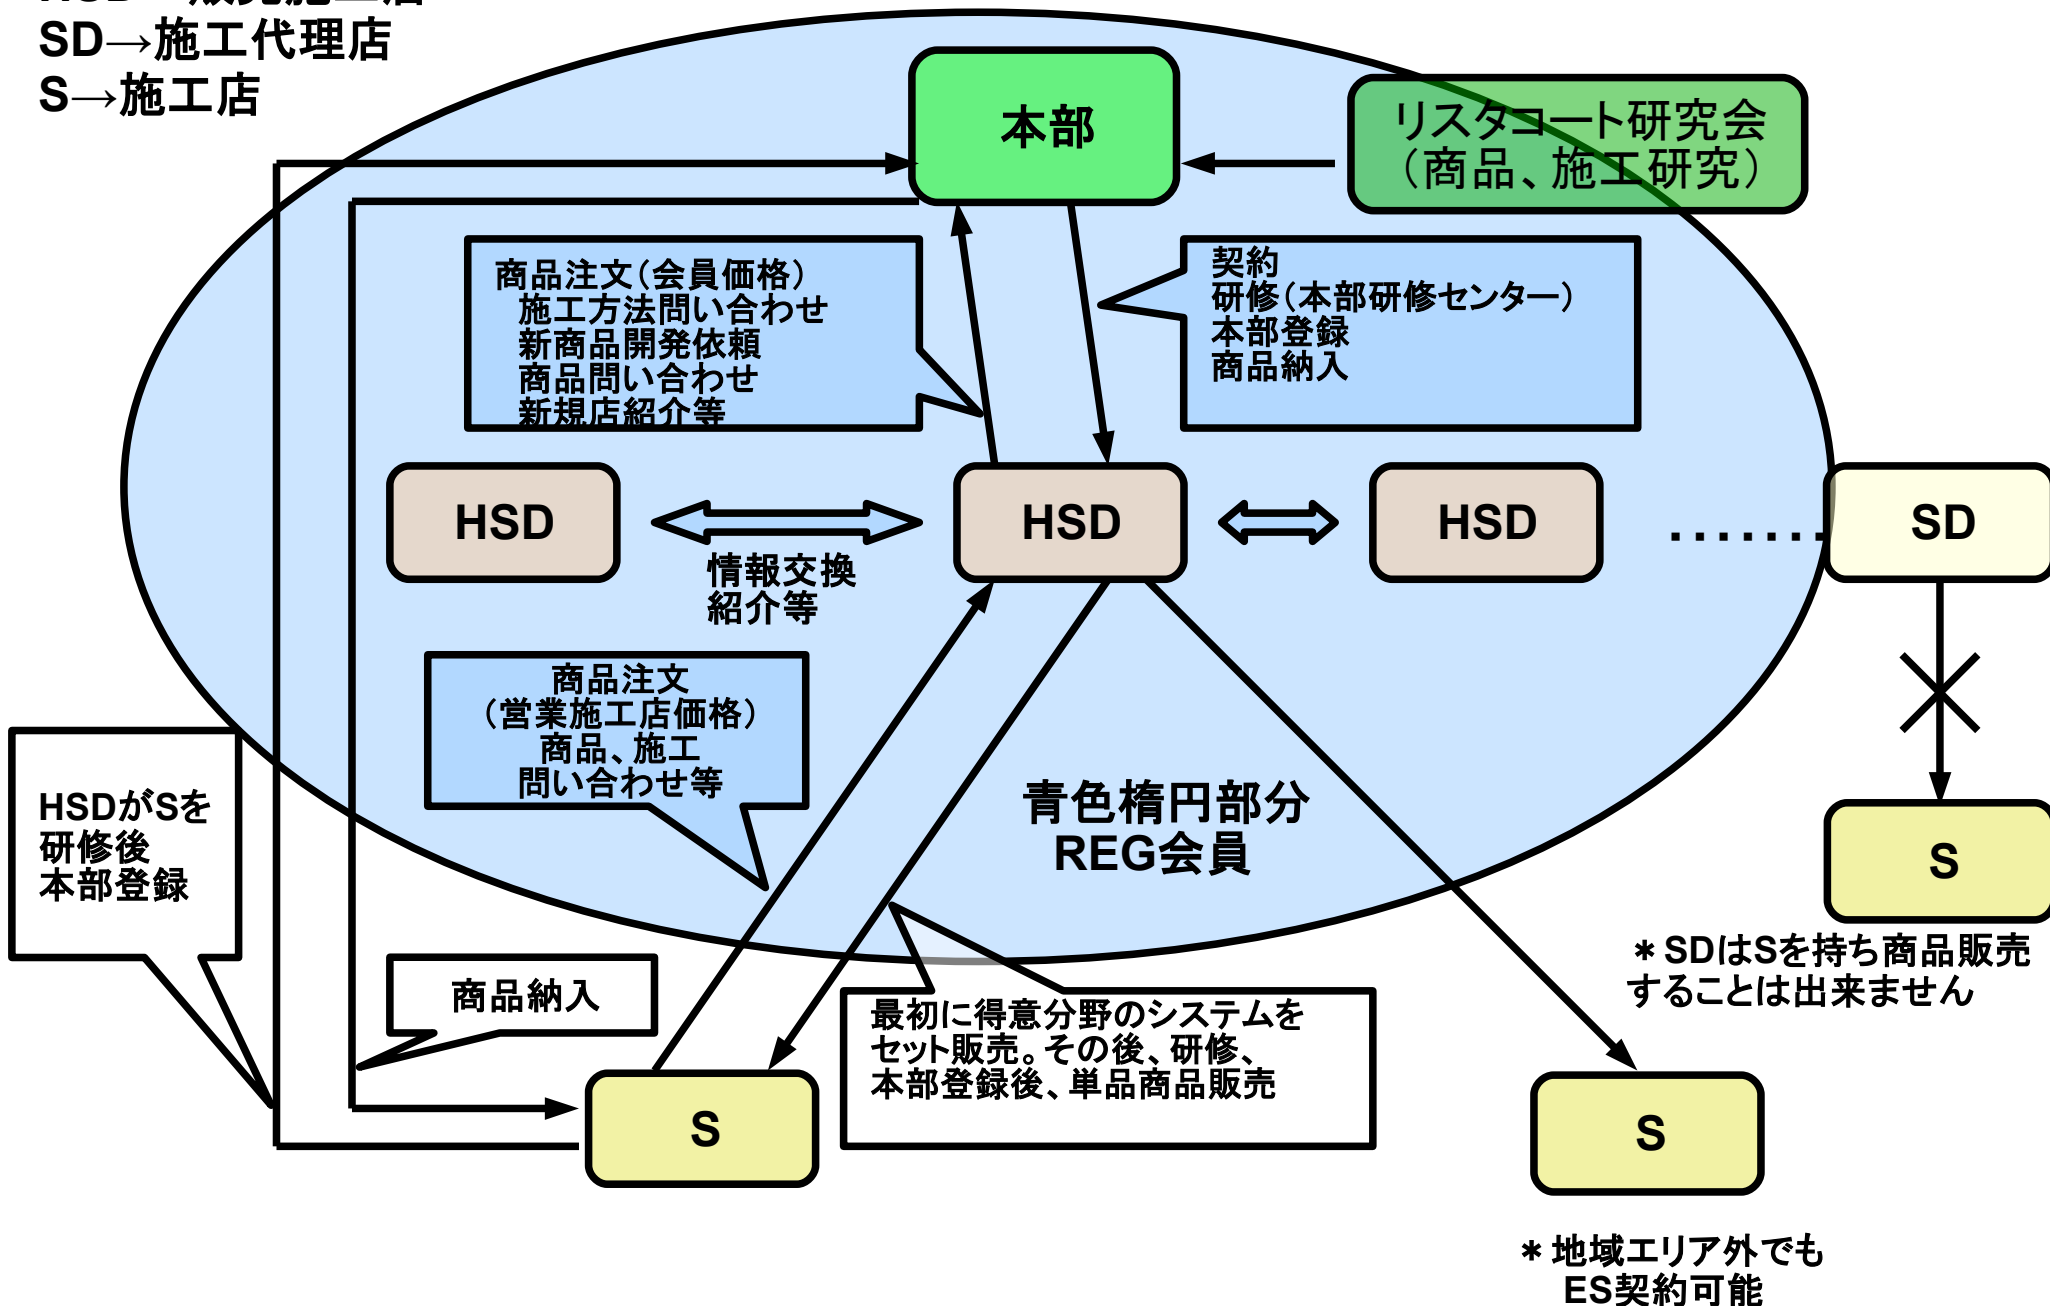 SD→施工代理店
S→施工店
本部
リスタコート研究会
（商品、施工研究）
商品注文（会員価格）
施工方法問い合わせ
新商品開発依頼
商品問い合わせ
新規店紹介等
契約
研修（本部研修センター）
本部登録
商品納入
HSD
HSD
HSD
・・・・・・・
SD
情報交換
紹介等
商品注文
（営業施工店価格）
商品、施工
問い合わせ等
HSDがSを
研修後
本部登録
青色楕円部分
REG会員
S
＊SDはSを持ち商品販売
することは出来ません
商品納入
最初に得意分野のシステムを
セット販売。その後、研修、
本部登録後、単品商品販売
S
S
＊地域エリア外でも
ES契約可能